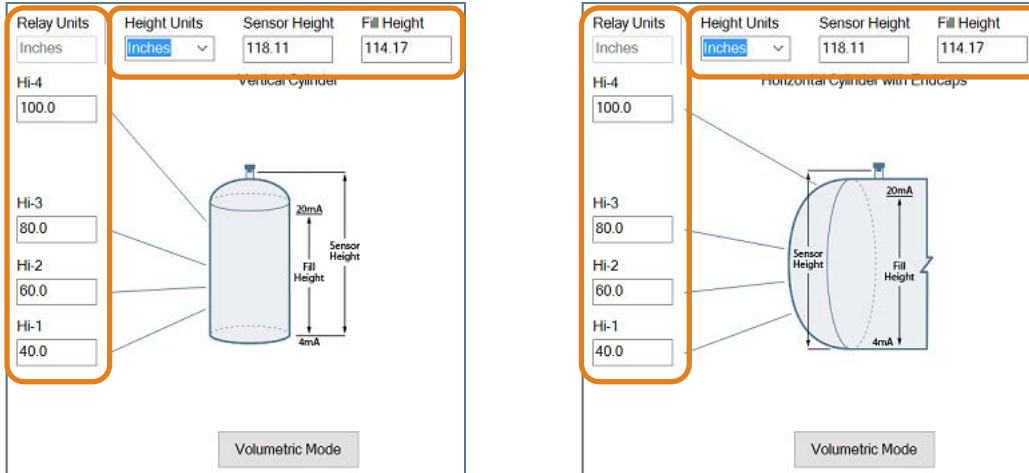 Relay Units Height Units Sensor Height Fill Height
Inches Inches 118.11 114.17
Hi-4 Vertical Cylinder
100.0
Hi-3
80.0
20mA
Sensor
Height
Fill
Height
Hi-2
60.0
Hi-1
4mA
40.0
Volumetric Mode
Relay Units Height Units Sensor Height Fill Height
Inches Inches 118.11 114.17
Hi-4 Horizontal Cylinder with Endcaps
100.0
20mA
Hi-3
80.0
Sensor
Height
Fill
Height
Hi-2
60.0
Hi-1
4mA
40.0
Volumetric Mode